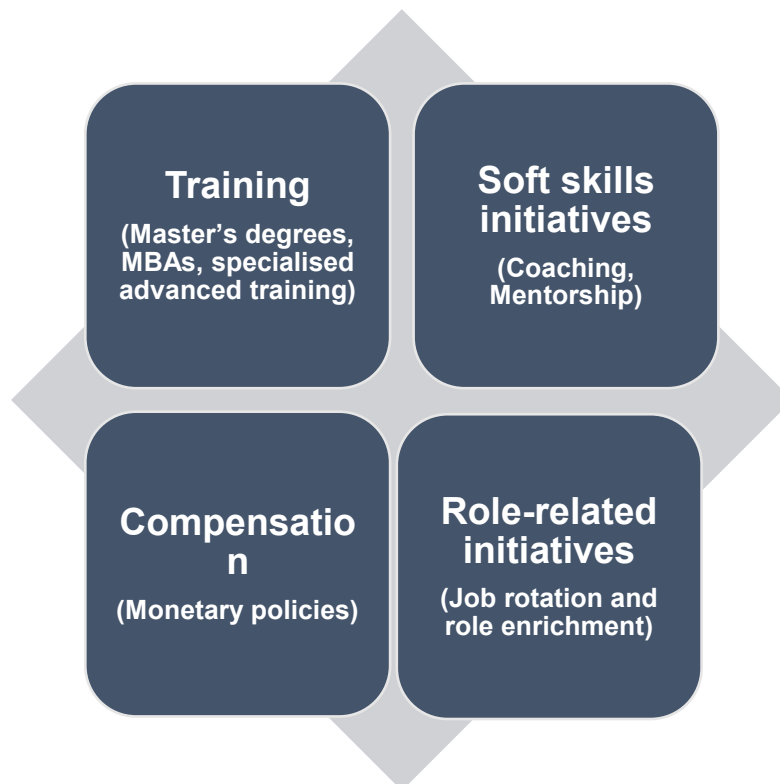 Training
(Master's degrees,
MBAs, specialised
advanced training)
Soft skills
initiatives
(Coaching,
Mentorship)
Compensatio
n
(Monetary policies)
Role-related
initiatives
(Job rotation and
role enrichment)